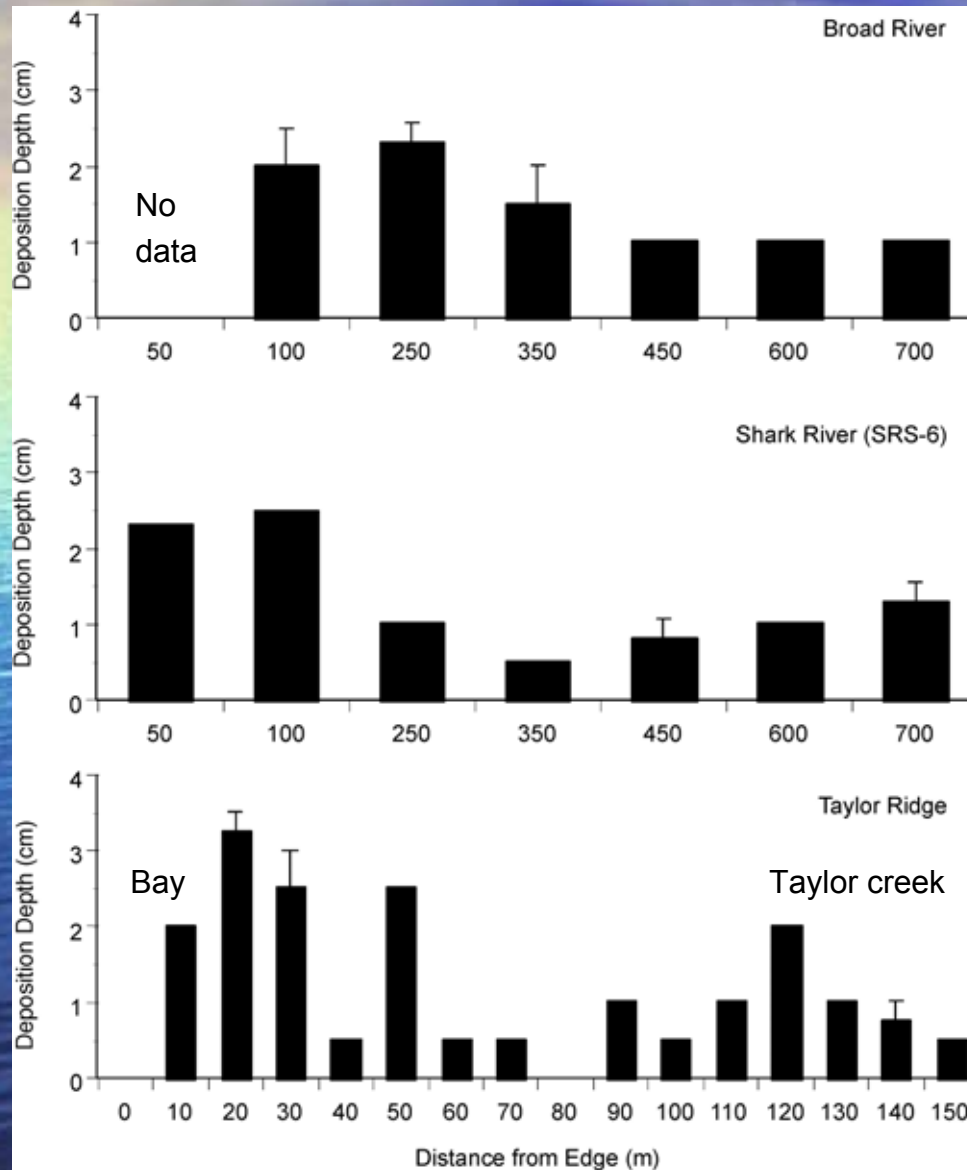 Broad River
Deposition Depth (cm)
4
3
2
1
0
No
data
50 100 250 350 450 600 700
Shark River (SRS-6)
Deposition Depth (cm)
4
3
2
1
0
50 100 250 350 450 600 700
Taylor Ridge
Deposition Depth (cm)
4
3
2
1
0
Bay
Taylor creek
0 10 20 30 40 50 60 70 80 90 100 110 120 130 140 150
Distance from Edge (m)